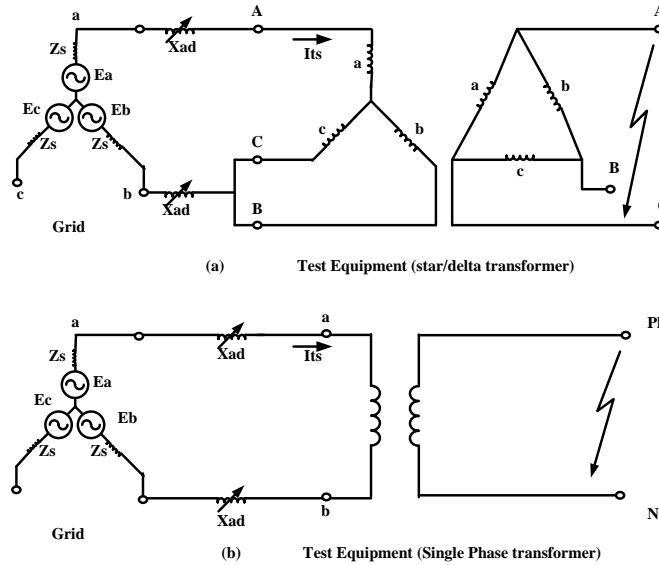 a
A
Zs
Xad
Its
a
Ea
a
b
A
Ec
Eb
C
c
b
Zs
Zs
c
B
c
b
Xad
B
Grid
(a) Test Equipment (star/delta transformer)
a
a
Zs
Xad
Its
Ea
Ec
Eb
Zs
Zs
Xad
b
N
Grid
(b) Test Equipment (Single Phase transformer)